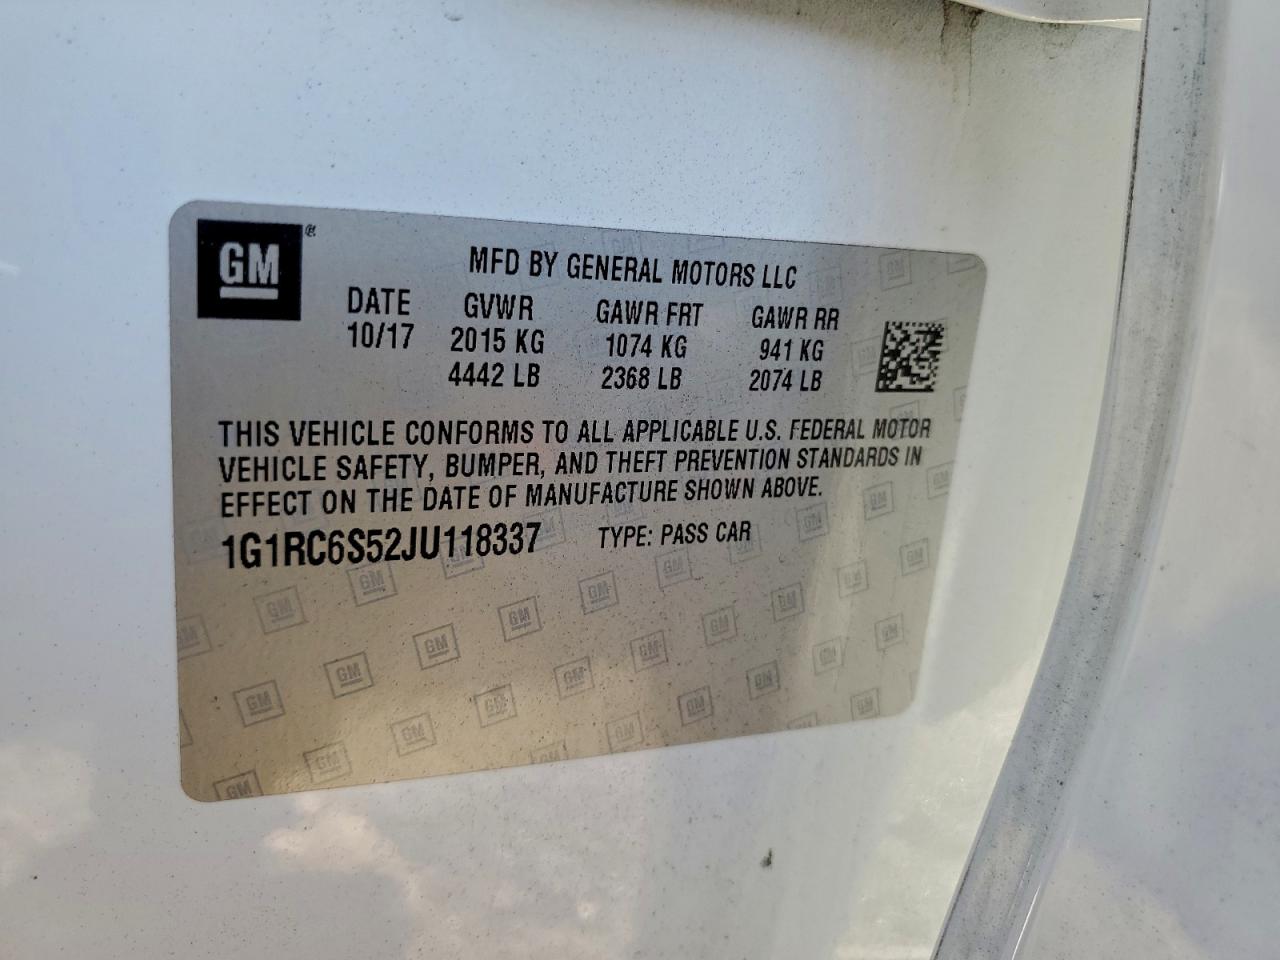 GM ®
MFD BY GENERAL MOTORS LLC
DATE GVWR GAWR FRT GAWR RR
10/17 2015 KG 1074 KG 941 KG
4442 LB 2368 LB 2074 LB
THIS VEHICLE CONFORMS TO ALL APPLICABLE U.S. FEDERAL MOTOR
VEHICLE SAFETY, BUMPER, AND THEFT PREVENTION STANDARDS IN
EFFECT ON THE DATE OF MANUFACTURE SHOWN ABOVE.
1G1RC6S52JU118337 TYPE: PASS CAR